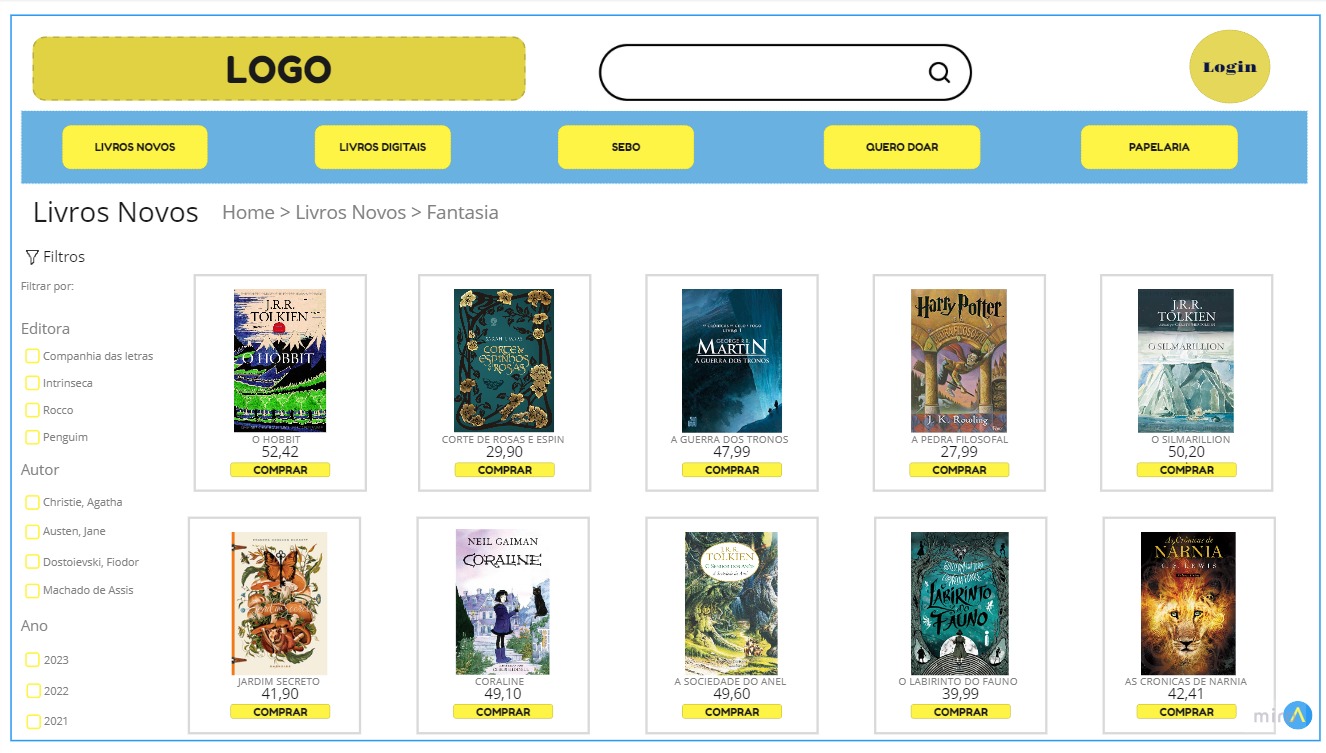 LOGO
Login
LIVROS NOVOS
LIVROS DIGITAIS
SEBO
QUERO DOAR
PAPELARIA
Livros Novos
Home > Livros Novos > Fantasia
Filtros
Filtrar por:
Editora
Companhia das letras
Intrinseca
Rocco
Penguim
Autor
Christie, Agatha
Austen, Jane
Dostoievski, Fiodor
Machado de Assis
Ano
2023
2022
2021
J.R.R.
TOLKIEN
O HOBBIT
O HOBBIT
52,42
COMPRAR
CORTE DE
ESPINHOS
ROSAS
CORTE DE ROSAS E ESPIN
29,90
COMPRAR
GEORGE R.R.
MARTIN
A GUERRA DOS TRONOS
A GUERRA DOS TRONOS
47,99
COMPRAR
Harry Potter
J. K. Rowling
A PEDRA FILOSOFAL
27,99
COMPRAR
J.R.R.
TOLKIEN
O SILMARILLION
O SILMARILLION
50,20
COMPRAR
JARDIM SECRETO
41,90
COMPRAR
NEIL GAIMAN
CORALINE
CORALINE
49,10
COMPRAR
J.R.R.
TOLKIEN
A SOCIEDADE DO ANEL
49,60
COMPRAR
LABIRINTO
DO
FAUNO
O LABIRINTO DO FAUNO
39,99
COMPRAR
As Crônicas de
NÁRNIA
C. S. LEWIS
AS CRONICAS DE NARNIA
42,41
COMPRAR